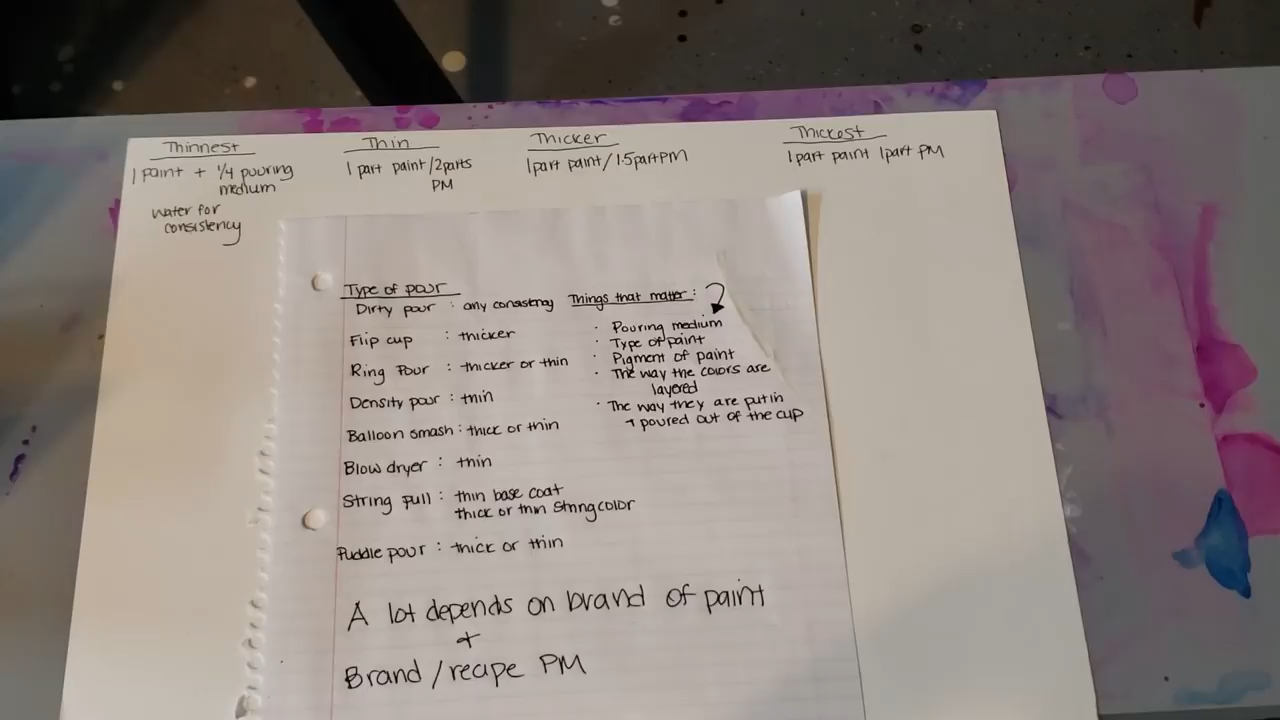 Thinnest
1 paint + 1/4 pouring
medium
water for
consistency
Thin
1 part paint/2parts
PM
Thicker
1part paint/1.5partPM
Thickest
1part paint 1part PM
Type of pour
Dirty pour : any consistency
Flip cup : thicker
Ring Pour : thicker or thin
Density pour : thin
Balloon smash : thick or thin
Blow dryer : thin
String pull : thin base coat
thick or thin String color
Puddle pour : thick or thin
Things that matter:
· Pouring medium
· Type of paint
· Pigment of paint
· The way the colors are
layered
· The way they are put in
+ poured out of the cup
A lot depends on brand of paint
+
Brand/recipe PM